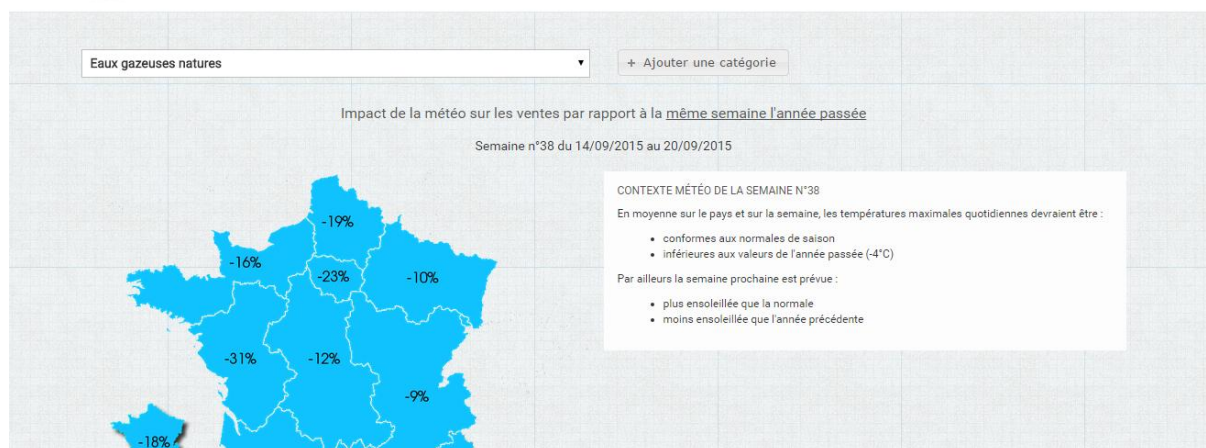 Eaux gazeuses natures
+ Ajouter une catégorie
Impact de la météo sur les ventes par rapport à la même semaine l'année passée
Semaine n°38 du 14/09/2015 au 20/09/2015
CONTEXTE MÉTÉO DE LA SEMAINE N°38
En moyenne sur le pays et sur la semaine, les températures maximales quotidiennes devraient être :
• conformes aux normales de saison
• inférieures aux valeurs de l'année passée (-4°C)
Par ailleurs la semaine prochaine est prévue :
• plus ensoleillée que la normale
• moins ensoleillée que l'année précédente
-19%
-16%
-23%
-10%
-31%
-12%
-9%
-18%